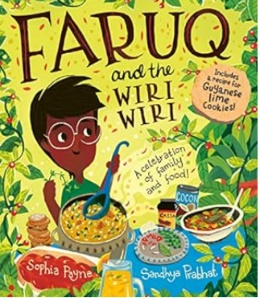 FARUQ
and the
WIRI
WIRI
Includes
a recipe for
Guyanese
lime
Cookies!
A celebration
of family
and food!
COCON
Sophia Payne
Sandhya Prabhat